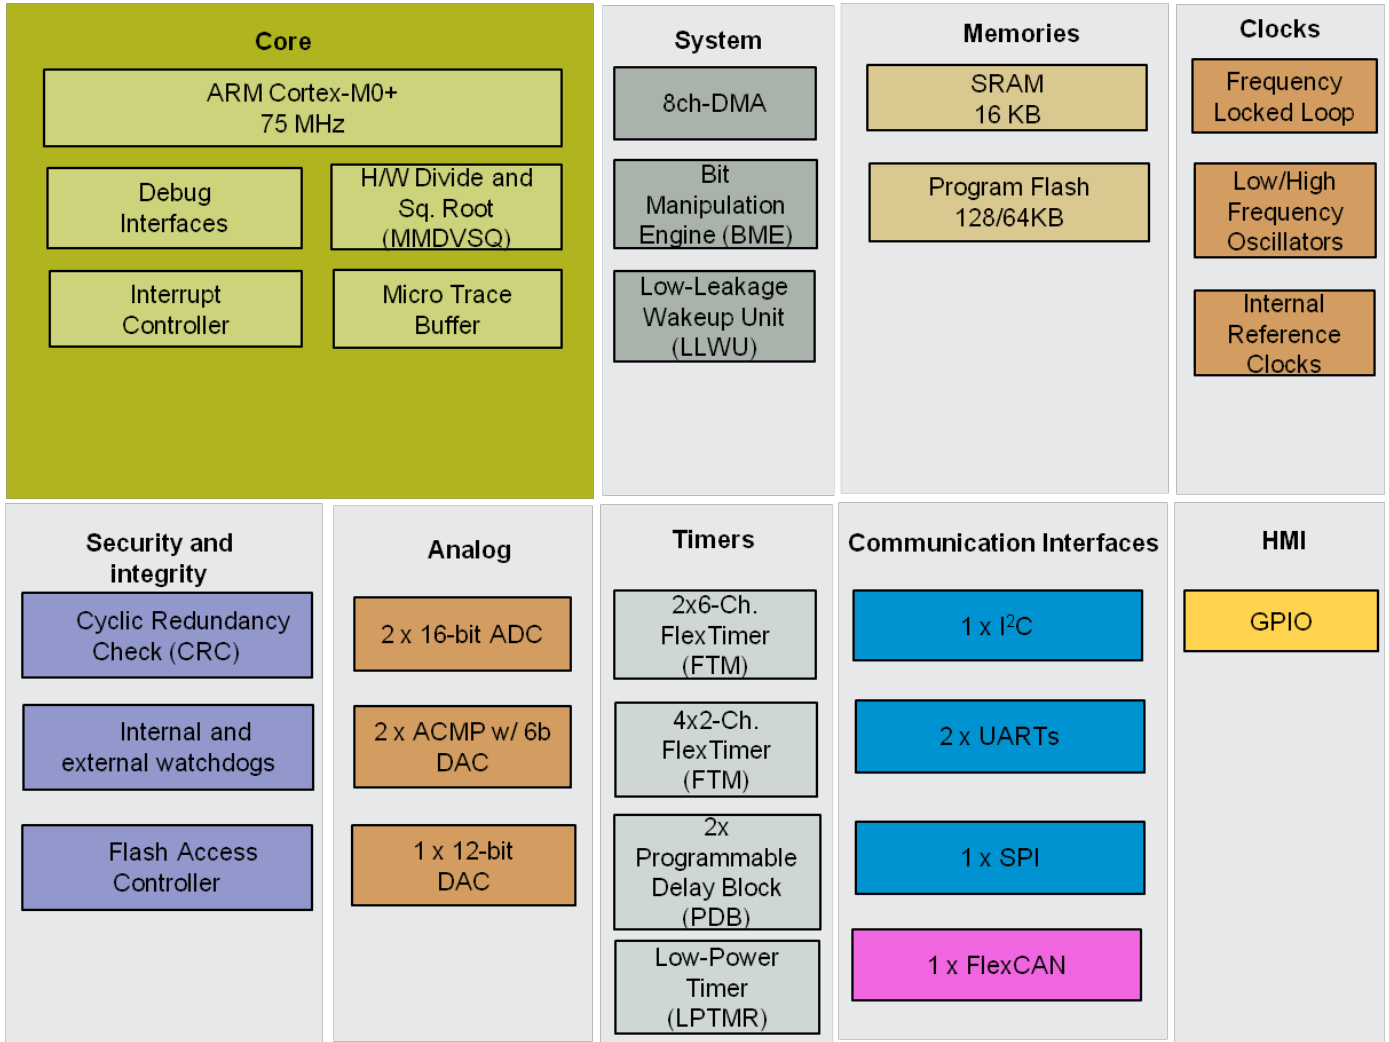 Core
ARM Cortex-M0+
75 MHz
Debug
Interfaces
H/W Divide and
Sq. Root
(MMDVSQ)
Interrupt
Controller
Micro Trace
Buffer
System
8ch-DMA
Bit
Manipulation
Engine (BME)
Low-Leakage
Wakeup Unit
(LLWU)
Memories
SRAM
16 KB
Program Flash
128/64KB
Clocks
Frequency
Locked Loop
Low/High
Frequency
Oscillators
Internal
Reference
Clocks
Security and
integrity
Cyclic Redundancy
Check (CRC)
Internal and
external watchdogs
Flash Access
Controller
Analog
2 x 16-bit ADC
2 x ACMP w/ 6b
DAC
1 x 12-bit
DAC
Timers
2x6-Ch.
FlexTimer
(FTM)
4x2-Ch.
FlexTimer
(FTM)
2x
Programmable
Delay Block
(PDB)
Low-Power
Timer
(LPTMR)
Communication Interfaces
1 x I²C
2 x UARTs
1 x SPI
1 x FlexCAN
HMI
GPIO